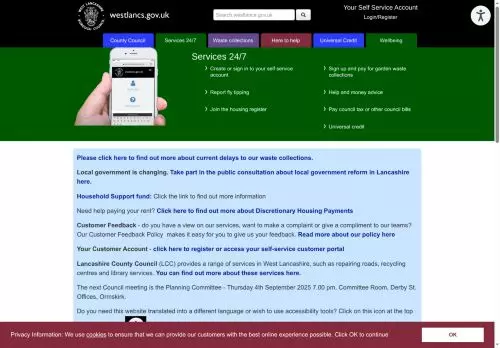 westlancs.gov.uk
Search westlancs.gov.uk
Your Self Service Account
Login/Register
County Council
Services 24/7
Waste collections
Here to help
Universal Credit
Wellbeing
Services 24/7
Create or sign in to your self service
account
Report fly tipping
Join the housing register
Sign up and pay for garden waste
collections
Help and money advice
Pay council tax or other council bills
Universal credit
Please click here to find out more about current delays to our waste collections.
Local government is changing. Take part in the public consultation about local government reform in Lancashire
here.
Household Support fund: Click the link to find out more information
Need help paying your rent? Click here to find out more about Discretionary Housing Payments
Customer Feedback - do you have a view on our services, want to make a complaint or give a compliment to our teams?
Our Customer Feedback Policy makes it easy for you to give us your feedback. Read more about our policy here
Your Customer Account - click here to register or access your self-service customer portal
Lancashire County Council (LCC) provides a range of services in West Lancashire, such as repairing roads, recycling
centres and library services. You can find out more about these services here.
The next Council meeting is the Planning Committee - Thursday 4th September 2025 7.00 pm, Committee Room, Derby St.
Offices, Ormskirk.
Do you need this website translated into a different language or wish to use accessibility tools? Click on this icon at the top
Privacy Information: We use cookies to ensure that we can provide our customers with the best online experience possible. Click OK to continue
OK